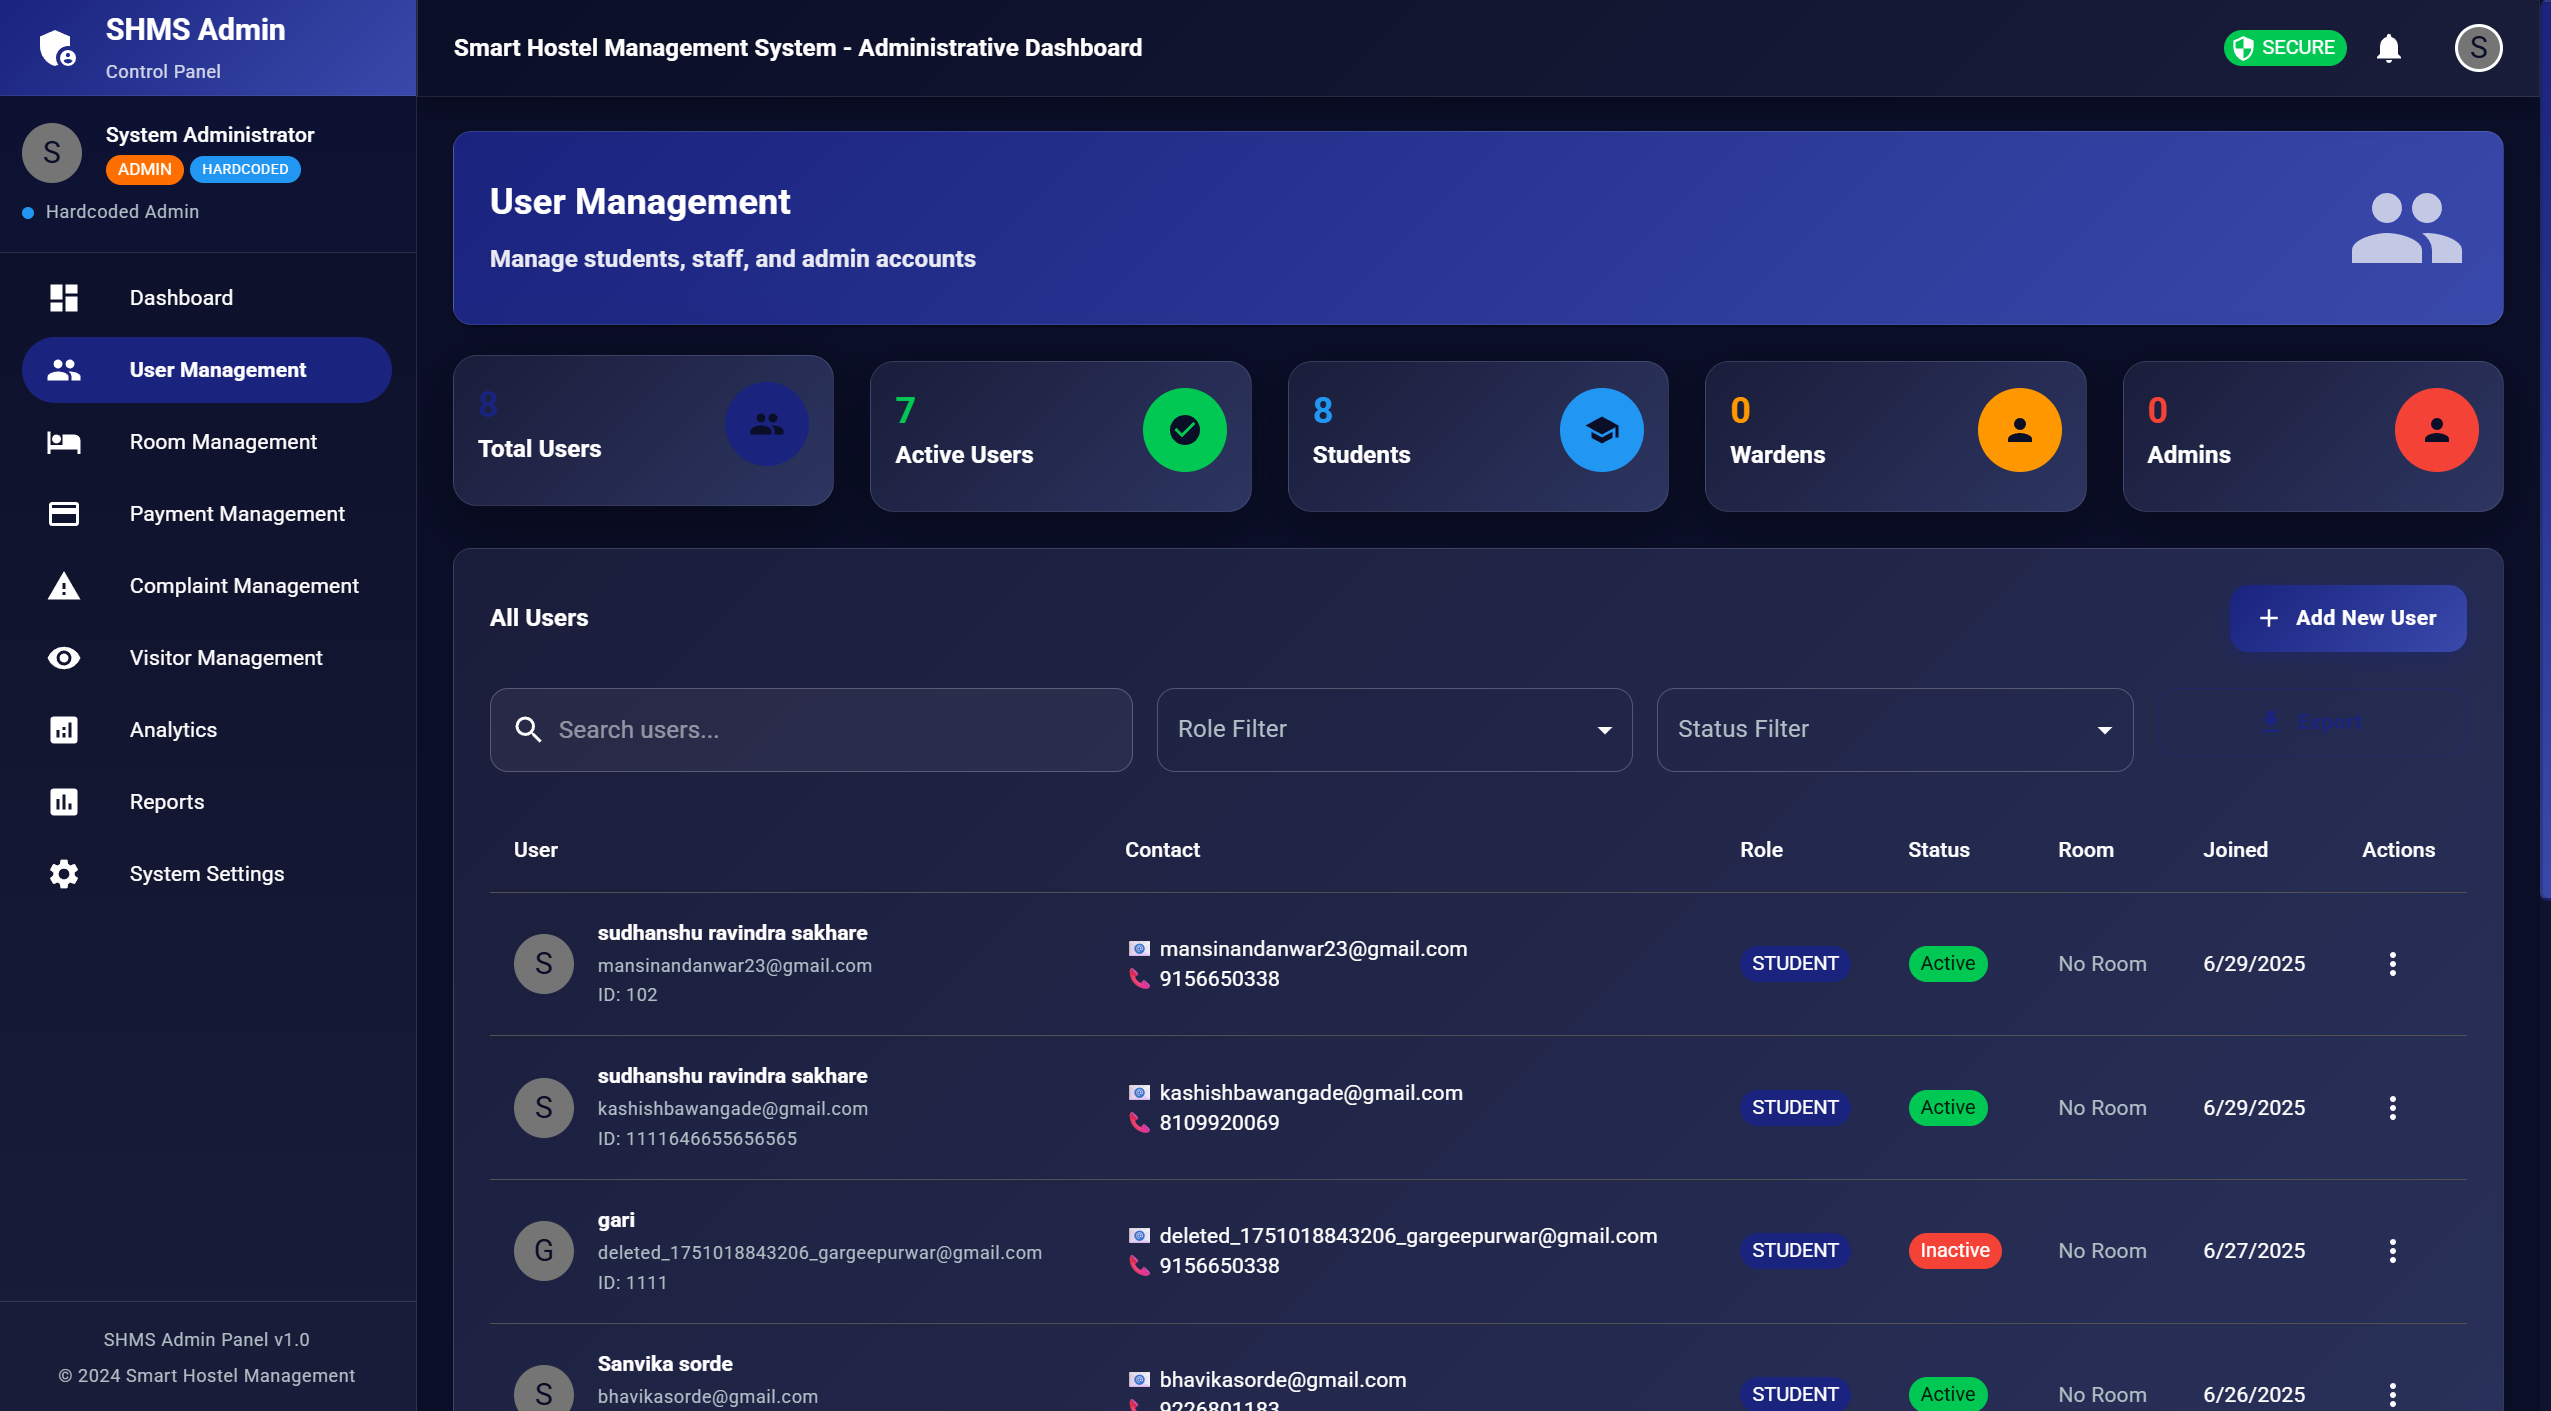 SHMS Admin
Control Panel
S
System Administrator
ADMIN
HARDCODED
Hardcoded Admin
Dashboard
User Management
Room Management
Payment Management
Complaint Management
Visitor Management
Analytics
Reports
System Settings
SHMS Admin Panel v1.0
© 2024 Smart Hostel Management
Smart Hostel Management System - Administrative Dashboard
SECURE
S
User Management
Manage students, staff, and admin accounts
8
Total Users
7
Active Users
8
Students
0
Wardens
0
Admins
All Users
Add New User
Search users...
Role Filter
Status Filter
Export
User Contact Role Status Room Joined Actions
S
sudhanshu ravindra sakhare
mansinandanwar23@gmail.com
ID: 102
mansinandanwar23@gmail.com
9156650338
STUDENT
Active
No Room
6/29/2025
S
sudhanshu ravindra sakhare
kashishbawangade@gmail.com
ID: 1111646655656565
kashishbawangade@gmail.com
8109920069
STUDENT
Active
No Room
6/29/2025
G
gari
deleted_1751018843206_gargeepurwar@gmail.com
ID: 1111
deleted_1751018843206_gargeepurwar@gmail.com
9156650338
STUDENT
Inactive
No Room
6/27/2025
S
Sanvika sorde
bhavikasorde@gmail.com
bhavikasorde@gmail.com
9226801183
STUDENT
Active
No Room
6/26/2025